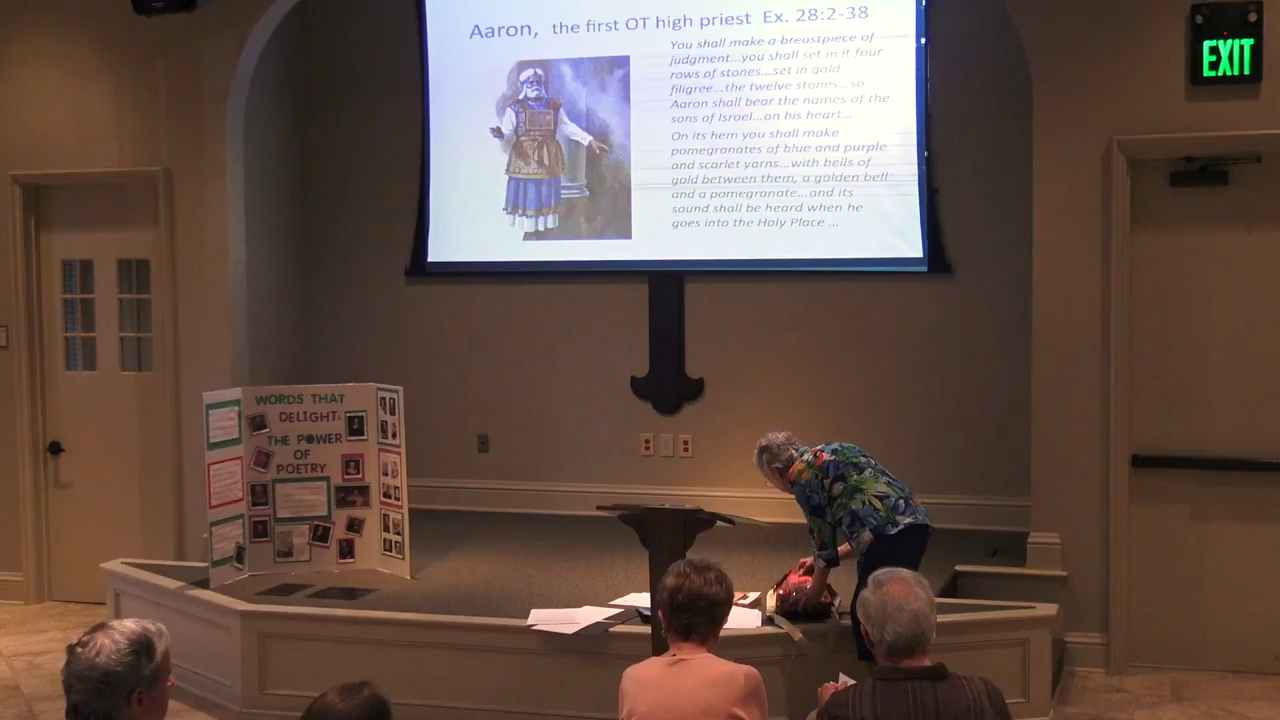 Aaron, the first OT high priest Ex. 28:2-38
You shall make a breastpiece of
judgment...you shall set in it four
rows of stones...set in gold
filigree...the twelve stones...so
Aaron shall bear the names of the
sons of Israel...on his heart...
On its hem you shall make
pomegranates of blue and purple
and scarlet yarns...with bells of
gold between them, a golden bell
and a pomegranate...and its
sound shall be heard when he
goes into the Holy Place ...
EXIT
WORDS THAT
DELIGHT:
THE POWER
OF
POETRY